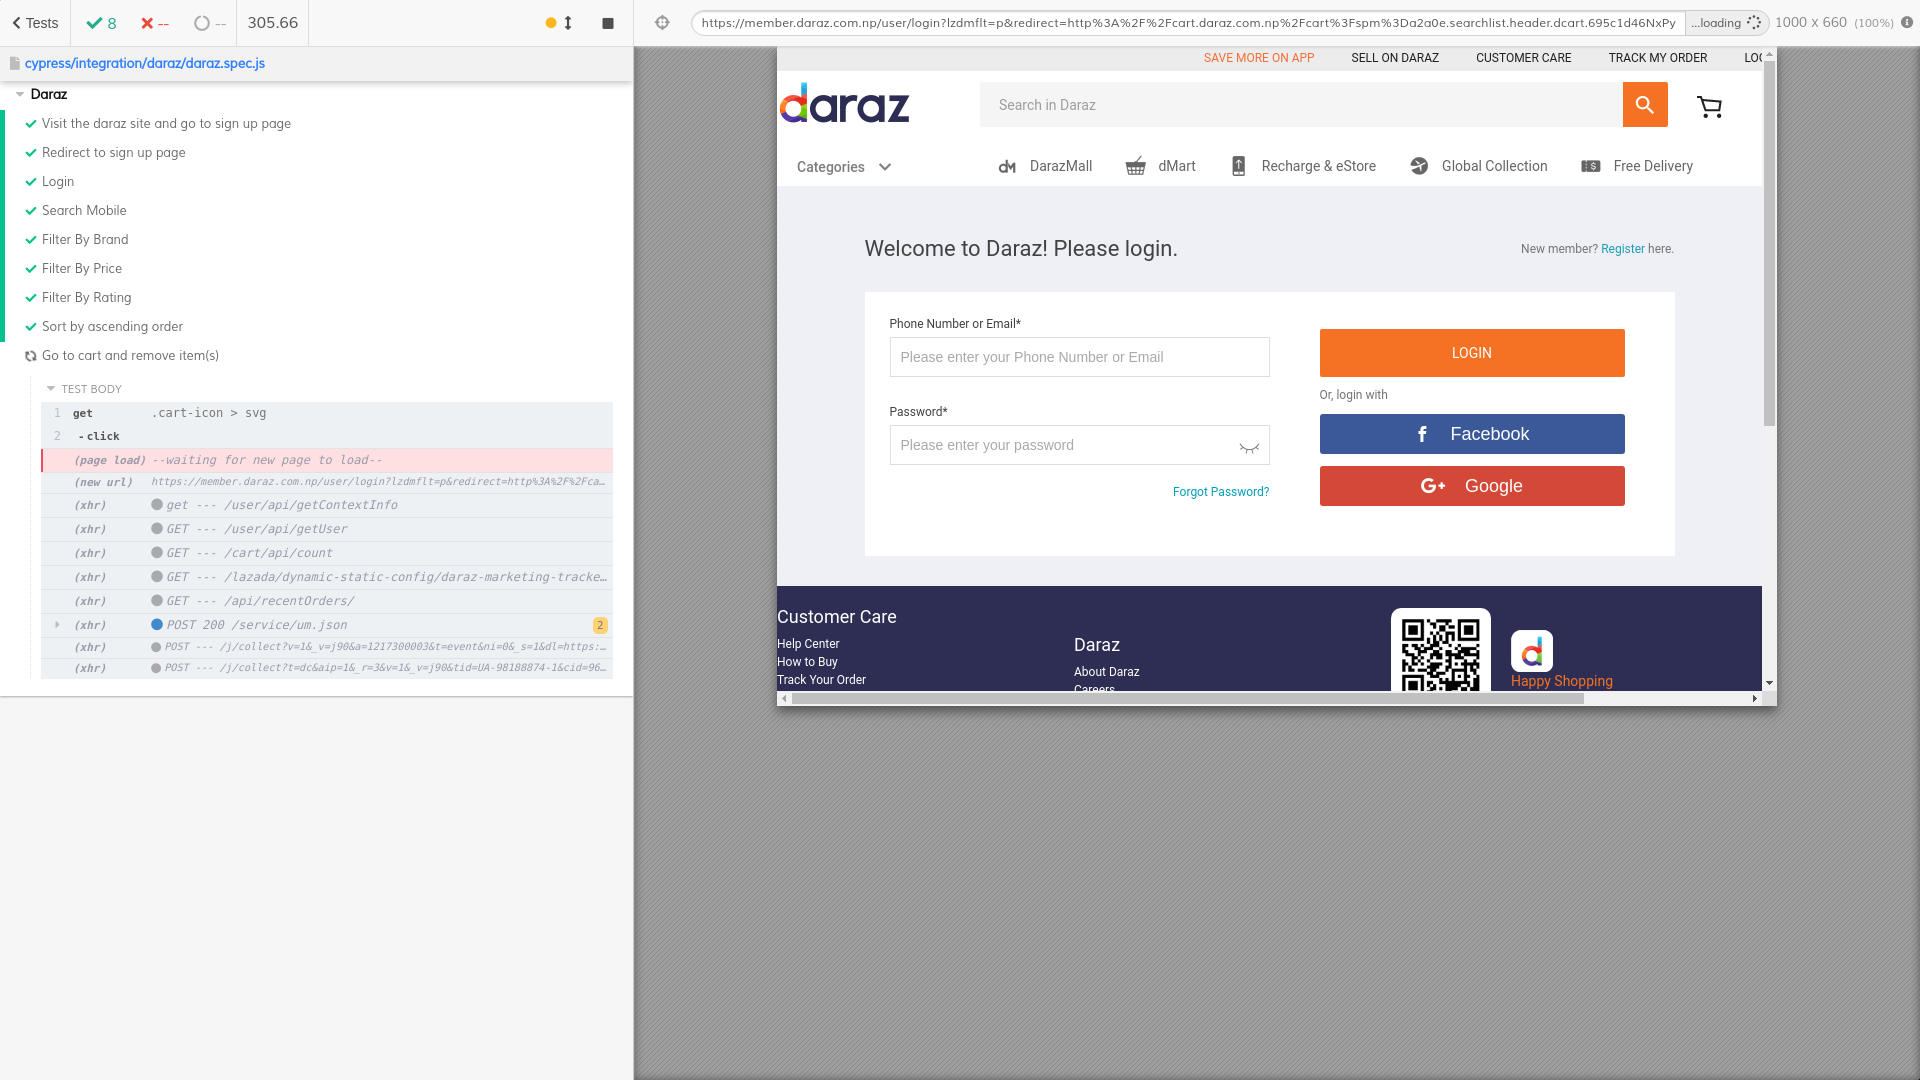 Tests
8
--
--
305.66
https://member.daraz.com.np/user/login?lzdmflt=p&redirect=http%3A%2F%2Fcart.daraz.com.np%2Fcart%3Fspm%3Da2a0e.searchlist.header.dcart.695c1d46NxPy
...loading
1000 x 660 (100%)
cypress/integration/daraz/daraz.spec.js
Daraz
Visit the daraz site and go to sign up page
Redirect to sign up page
Login
Search Mobile
Filter By Brand
Filter By Price
Filter By Rating
Sort by ascending order
Go to cart and remove item(s)
TEST BODY
1 get .cart-icon > svg
2 -click
(page load) --waiting for new page to load--
(new url) https://member.daraz.com.np/user/login?lzdmflt=p&redirect=http%3A%2F%2Fca…
(xhr) get --- /user/api/getContextInfo
(xhr) GET --- /user/api/getUser
(xhr) GET --- /cart/api/count
(xhr) GET --- /lazada/dynamic-static-config/daraz-marketing-tracke…
(xhr) GET --- /api/recentOrders/
(xhr) POST 200 /service/um.json 2
(xhr) POST --- /j/collect?v=1&_v=j90&a=1217300003&t=event&ni=0&_s=1&dl=https:…
(xhr) POST --- /j/collect?t=dc&aip=1&_r=3&v=1&_v=j90&tid=UA-98188874-1&cid=96…
SAVE MORE ON APP
SELL ON DARAZ
CUSTOMER CARE
TRACK MY ORDER
LOG
daraz
Search in Daraz
Categories
DarazMall
dMart
Recharge & eStore
Global Collection
Free Delivery
Welcome to Daraz! Please login.
New member? Register here.
Phone Number or Email*
Please enter your Phone Number or Email
Password*
Please enter your password
Forgot Password?
LOGIN
Or, login with
Facebook
Google
Customer Care
Help Center
How to Buy
Track Your Order
Daraz
About Daraz
Careers
Happy Shopping